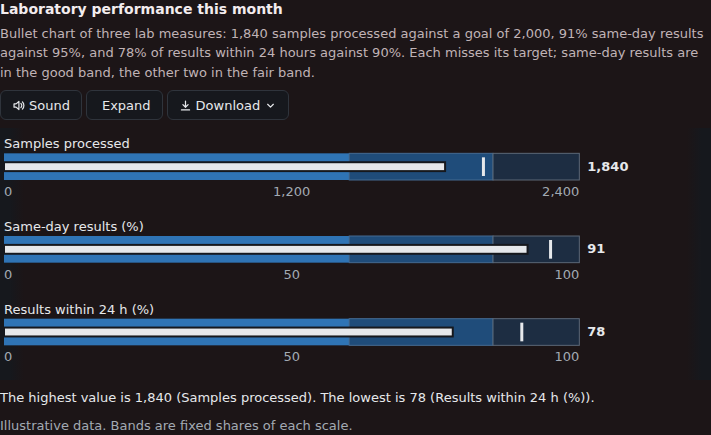 Laboratory performance this month
Bullet chart of three lab measures: 1,840 samples processed against a goal of 2,000, 91% same-day results
against 95%, and 78% of results within 24 hours against 90%. Each misses its target; same-day results are
in the good band, the other two in the fair band.
Sound Expand Download
Samples processed
1,840
0 1,200 2,400
Same-day results (%)
91
0 50 100
Results within 24 h (%)
78
0 50 100
The highest value is 1,840 (Samples processed). The lowest is 78 (Results within 24 h (%)).
Illustrative data. Bands are fixed shares of each scale.